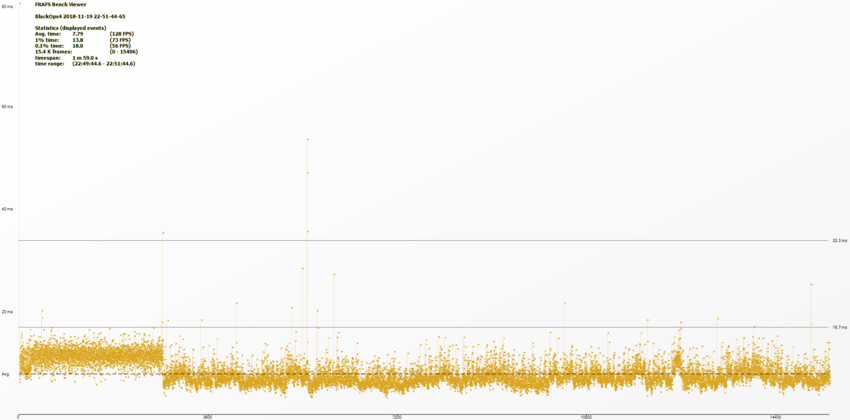 80 ms
FRAFS Bench Viewer
BlackOps4 2018-11-19 22-51-44-65
Statistics (displayed events)
Avg. time: 7.79 (128 FPS)
1% time: 13.8 (73 FPS)
0.1% time: 18.0 (56 FPS)
15.4 K frames: (0 - 15406)
timespan: 1 m 59.0 s
time range: (22:49:44.6 - 22:51:44.6)
60 ms
40 ms
33.3 ms
20 ms
16.7 ms
Avg.
0 3600 7200 10800 14400